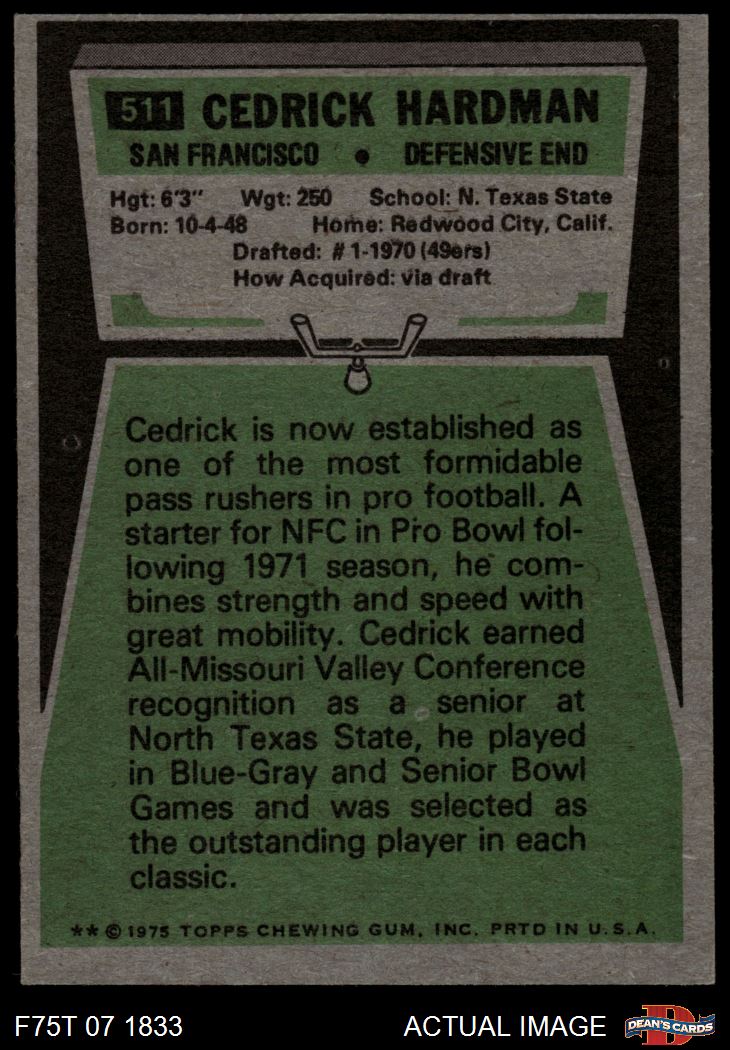 511 CEDRICK HARDMAN
SAN FRANCISCO • DEFENSIVE END
Hgt: 6'3" Wgt: 250 School: N. Texas State
Born: 10-4-48 Home: Redwood City, Calif.
Drafted: # 1-1970 (49ers)
How Acquired: via draft
Cedrick is now established as
one of the most formidable
pass rushers in pro football. A
starter for NFC in Pro Bowl fol-
lowing 1971 season, he com-
bines strength and speed with
great mobility. Cedrick earned
All-Missouri Valley Conference
recognition as a senior at
North Texas State, he played
in Blue-Gray and Senior Bowl
Games and was selected as
the outstanding player in each
classic.
** © 1975 TOPPS CHEWING GUM, INC. PRTD IN U.S.A.
F75T 07 1833 ACTUAL IMAGE D DEAN'S CARDS